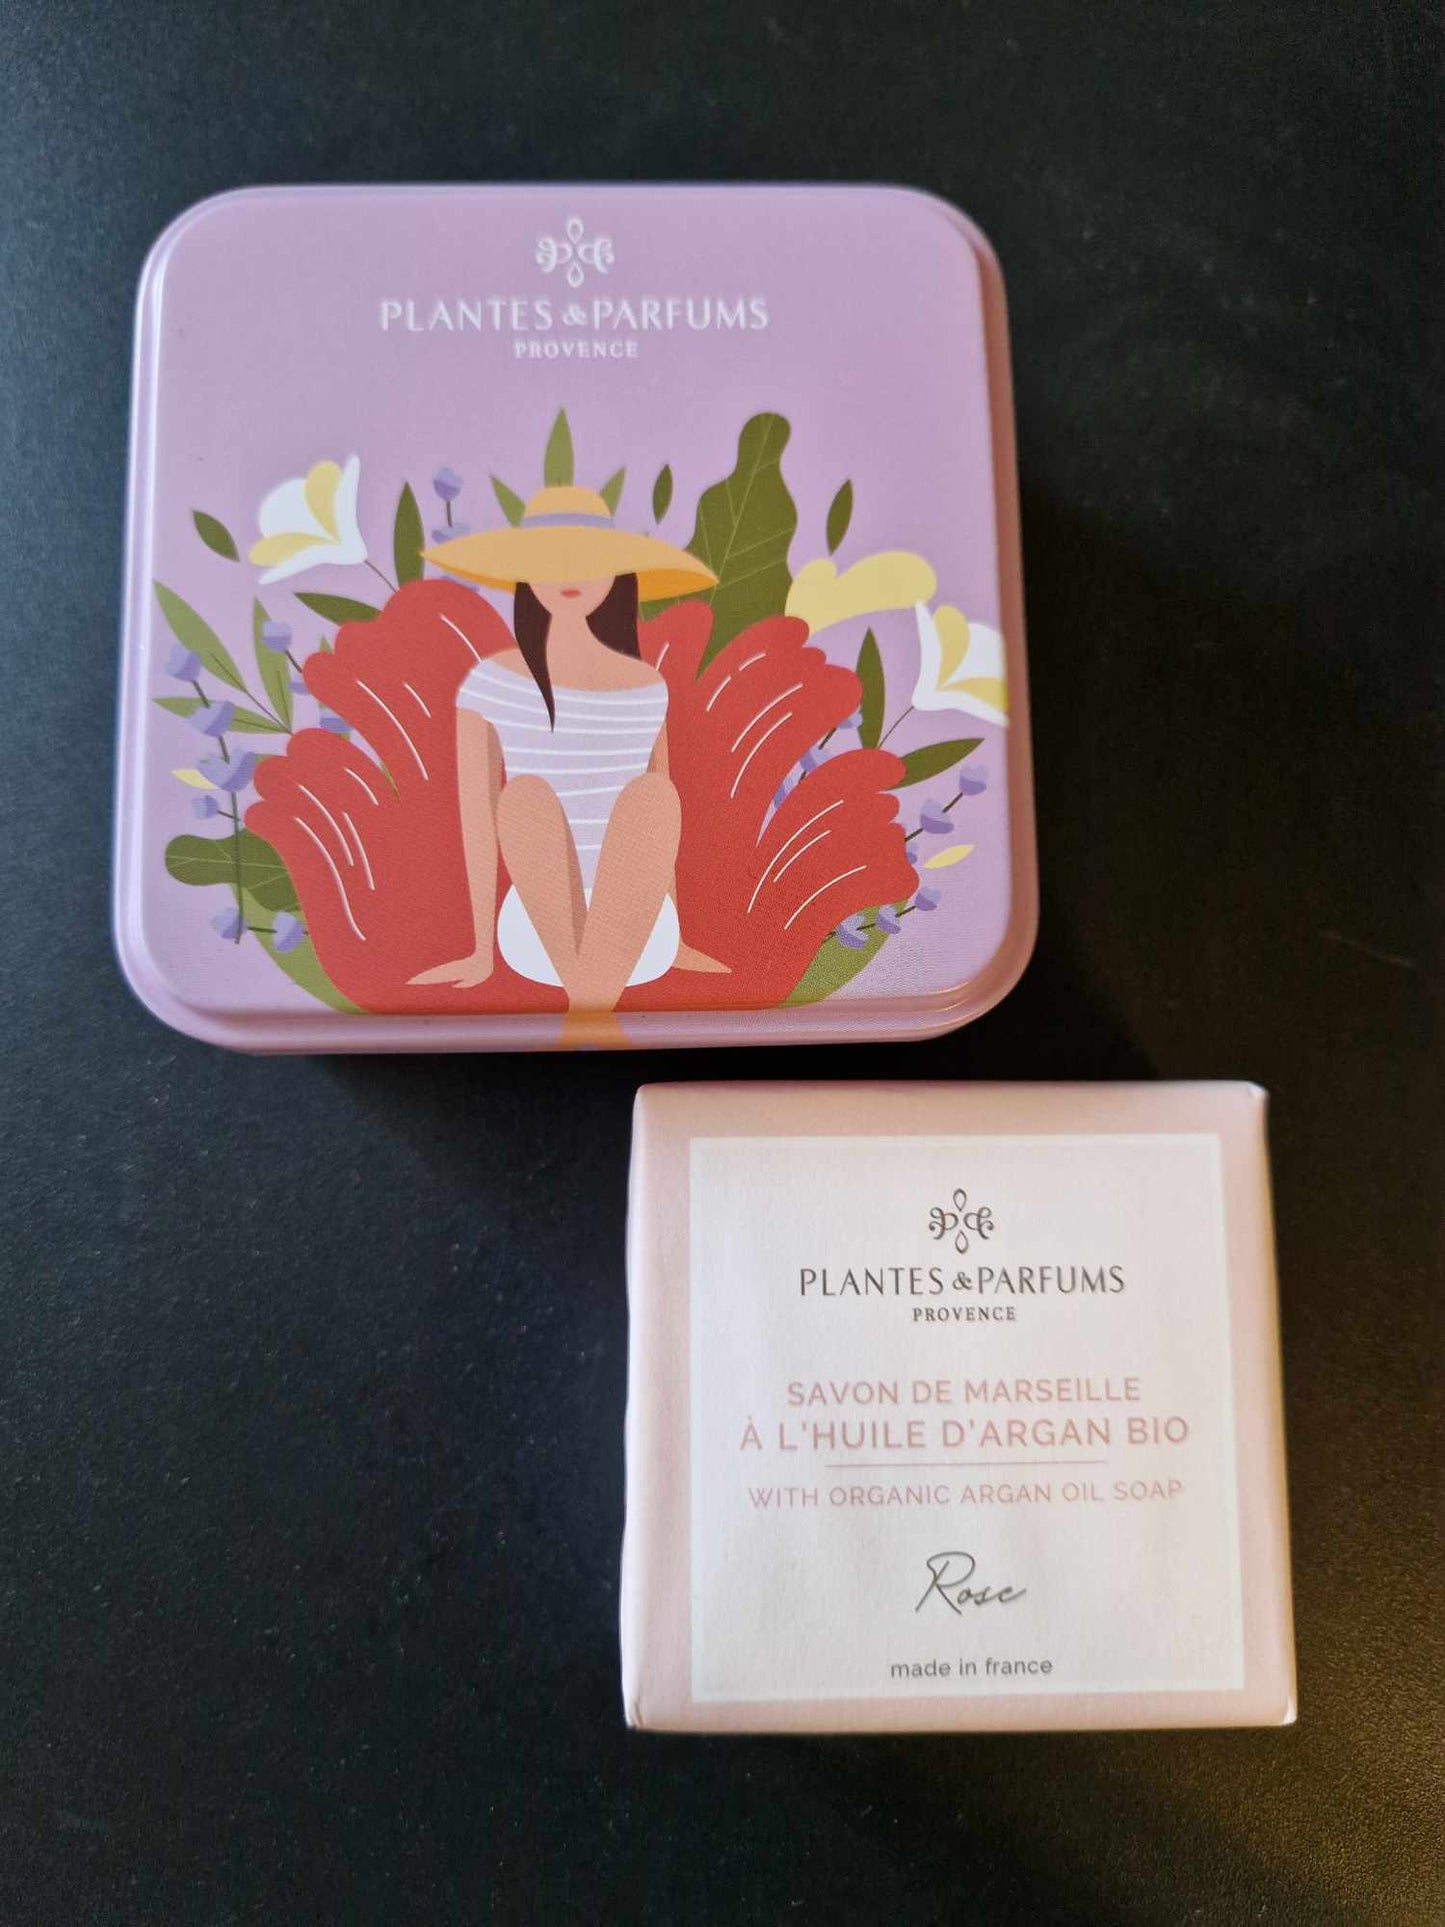 PLANTES & PARFUMS
PROVENCE
PLANTES & PARFUMS
PROVENCE
SAVON DE MARSEILLE
À L'HUILE D'ARGAN BIO
WITH ORGANIC ARGAN OIL SOAP
Rose
made in france